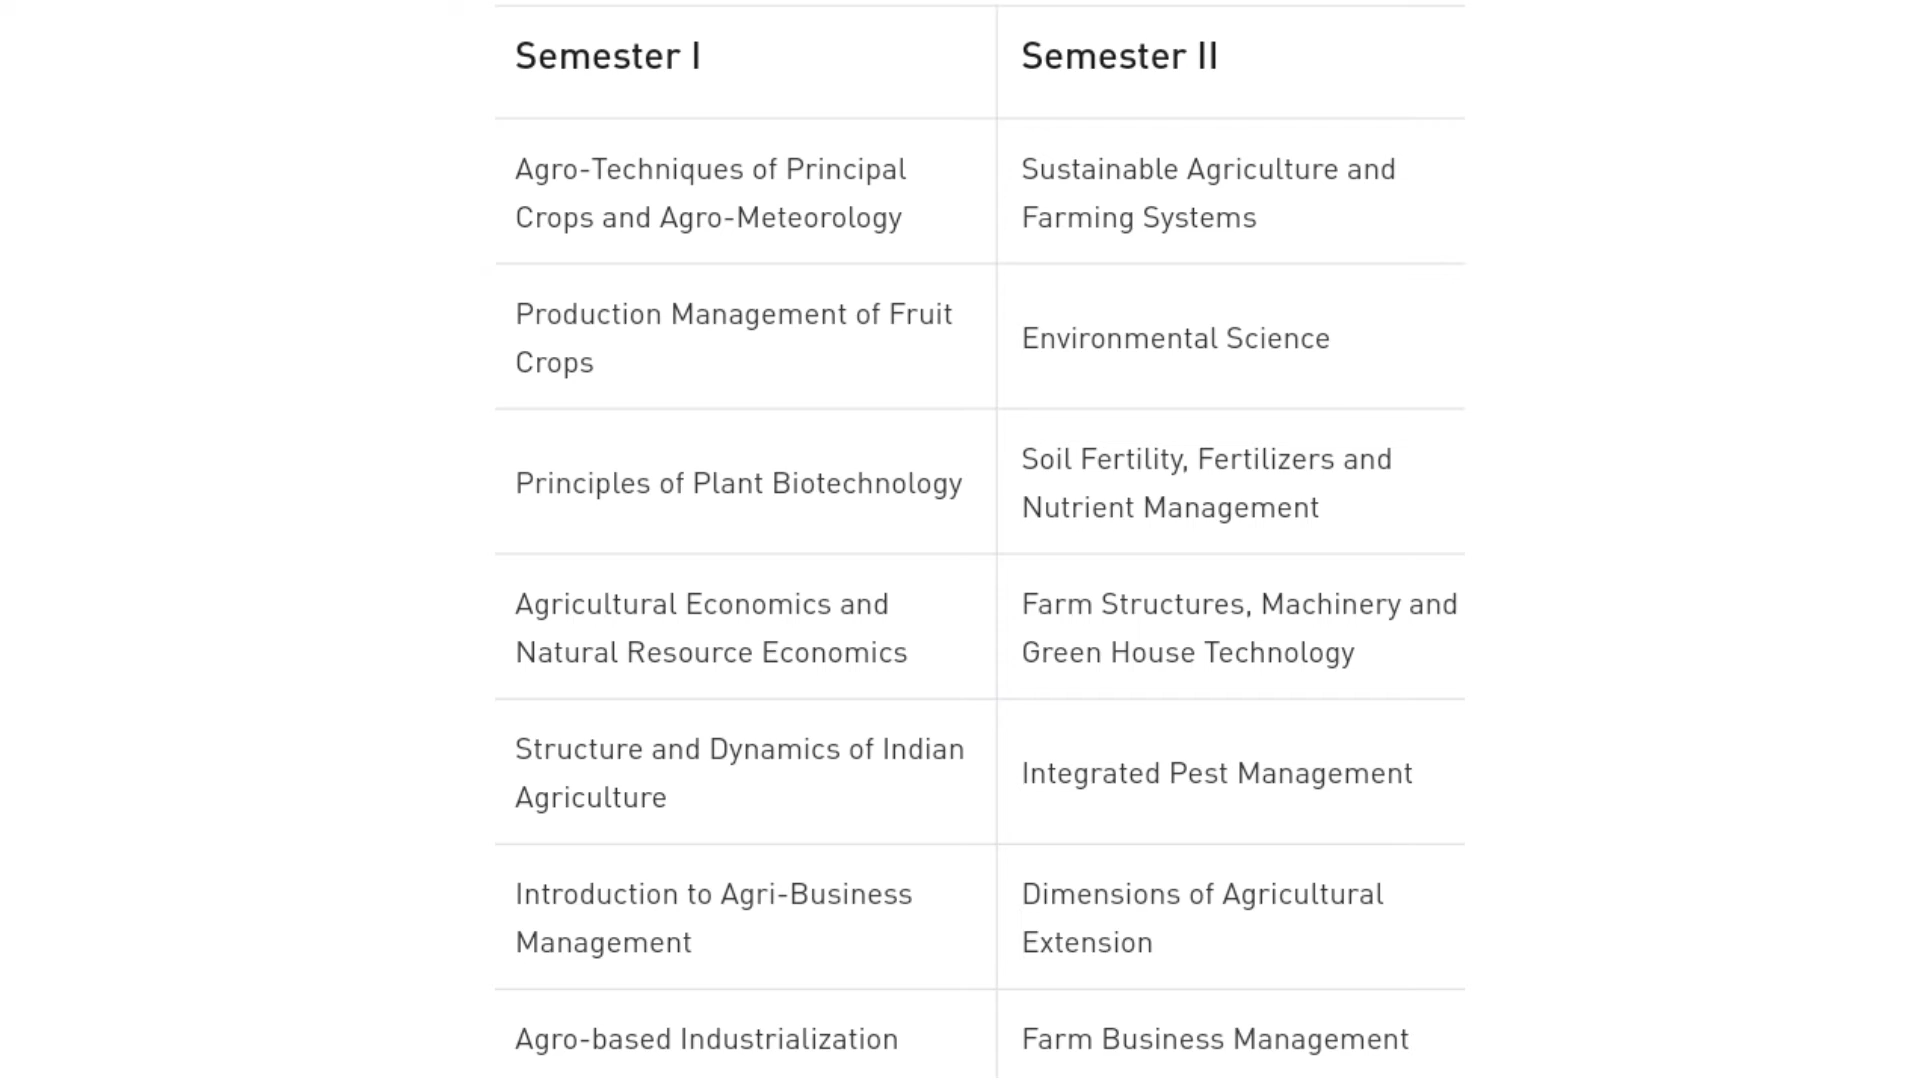 Semester I
Semester II
Agro-Techniques of Principal
Crops and Agro-Meteorology
Sustainable Agriculture and
Farming Systems
Production Management of Fruit
Crops
Environmental Science
Principles of Plant Biotechnology
Soil Fertility, Fertilizers and
Nutrient Management
Agricultural Economics and
Natural Resource Economics
Farm Structures, Machinery and
Green House Technology
Structure and Dynamics of Indian
Agriculture
Integrated Pest Management
Introduction to Agri-Business
Management
Dimensions of Agricultural
Extension
Agro-based Industrialization
Farm Business Management